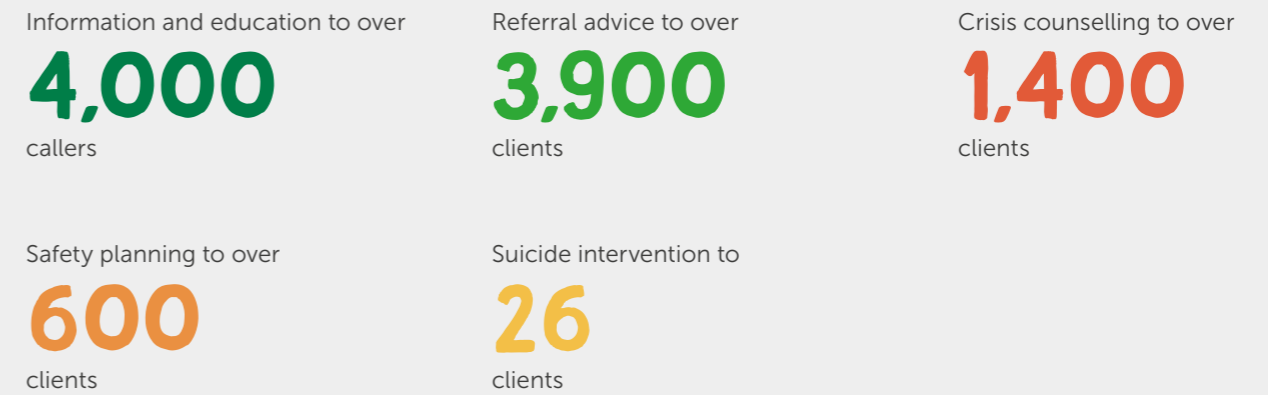 Information and education to over
4,000
callers
Referral advice to over
3,900
clients
Crisis counselling to over
1,400
clients
Safety planning to over
600
clients
Suicide intervention to
26
clients